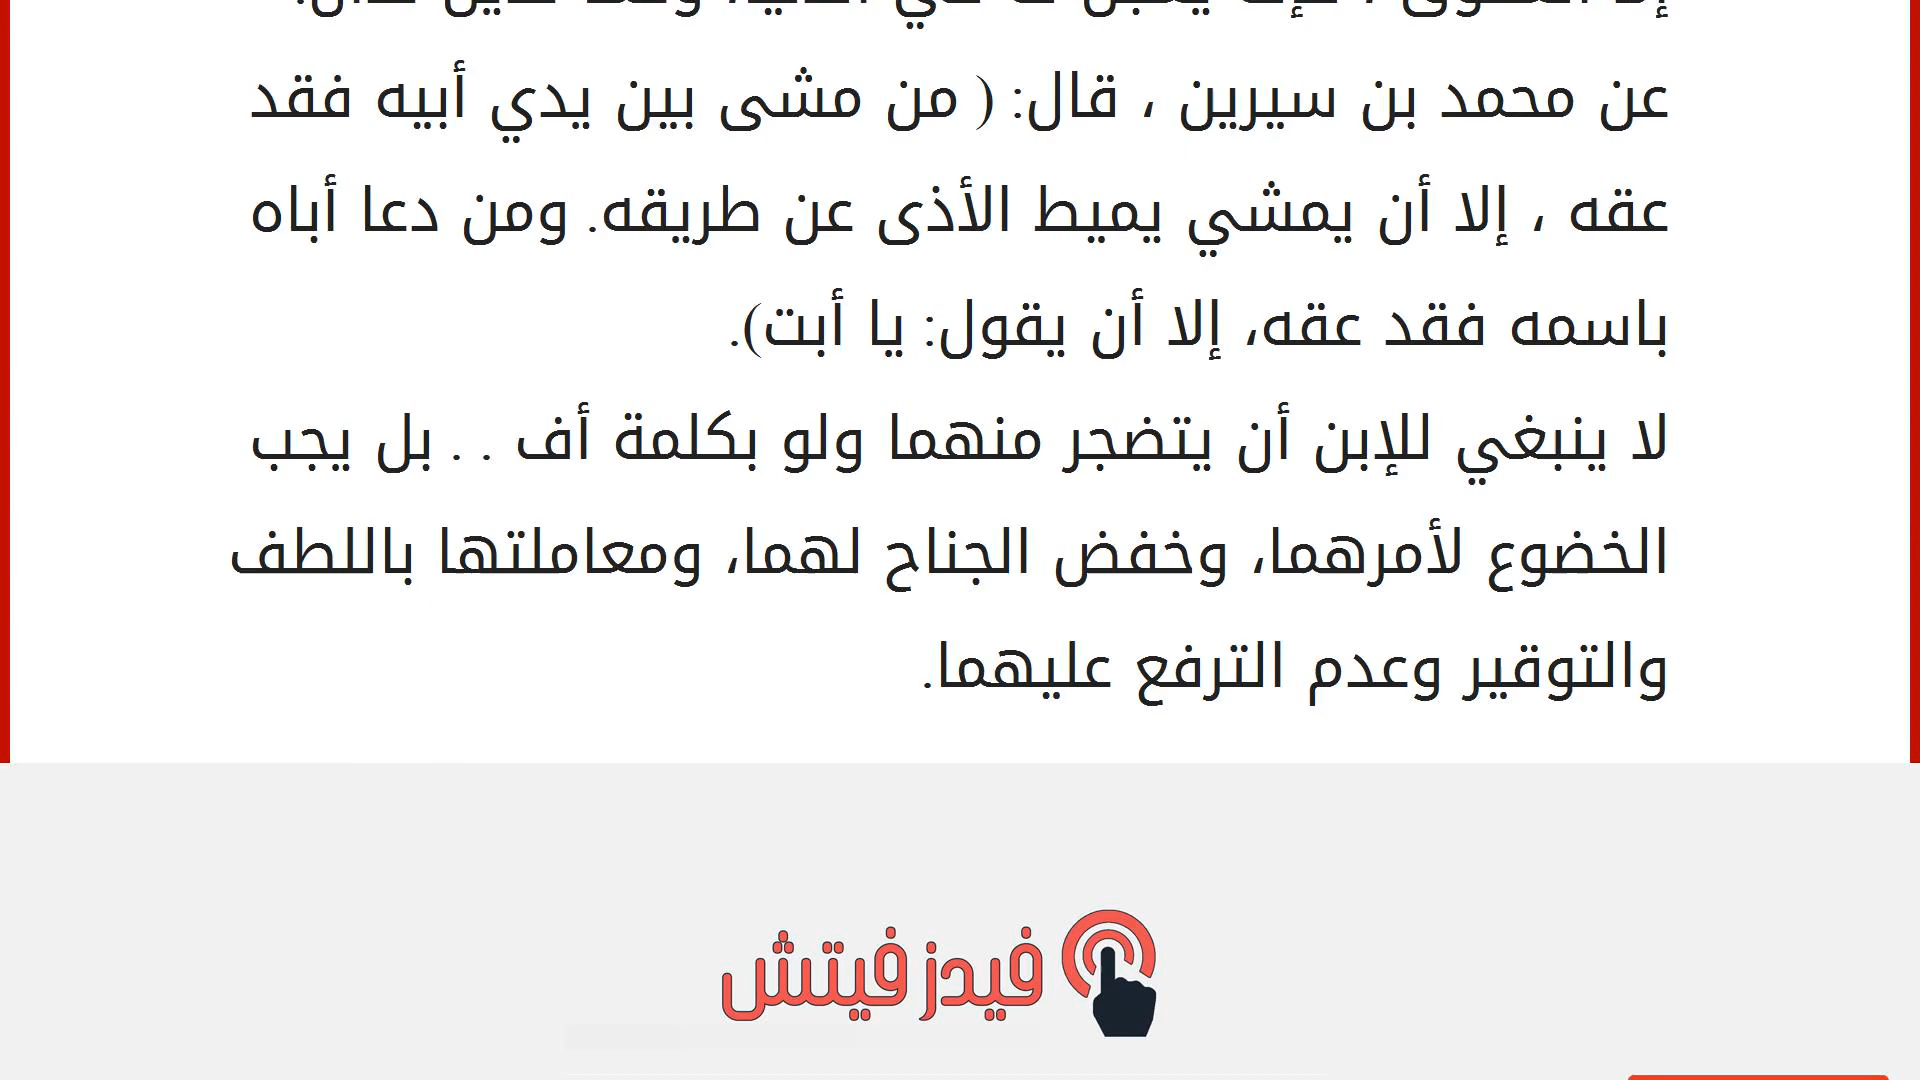 عن محمد بن سيرين ، قال: ( من مشى بين يدي أبيه فقد
عقه ، إلا أن يمشي يميط الأذى عن طريقه. ومن دعا أباه
باسمه فقد عقه، إلا أن يقول: يا أبت).
لا ينبغي للإبن أن يتضجر منهما ولو بكلمة أف . . بل يجب
الخضوع لأمرهما، وخفض الجناح لهما، ومعاملتها باللطف
والتوقير وعدم الترفع عليهما.
فيدز فيتش